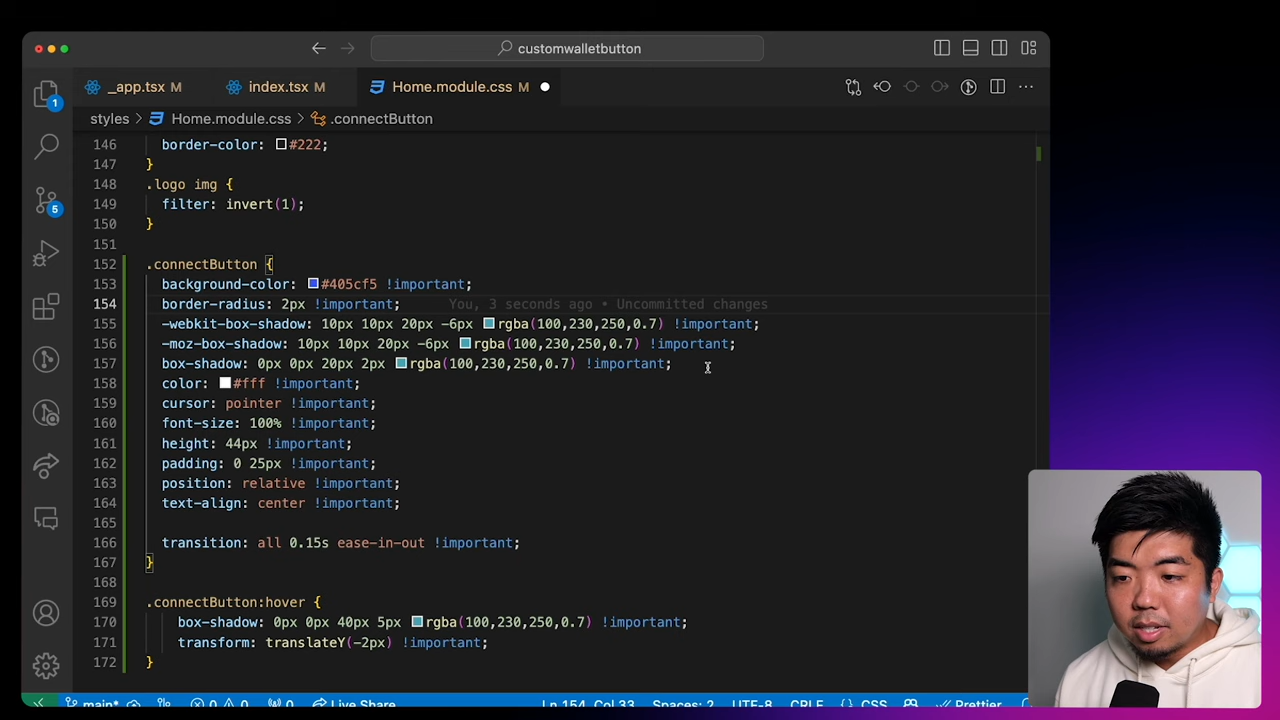 customwalletbutton
_app.tsx M
index.tsx M
Home.module.css M
styles > Home.module.css > .connectButton
1
5
146 border-color: #222;
147 }
148 .logo img {
149 filter: invert(1);
150 }
151
152 .connectButton {
153 background-color: #405cf5 !important;
154 border-radius: 2px !important; You, 3 seconds ago • Uncommitted changes
155 -webkit-box-shadow: 10px 10px 20px -6px rgba(100,230,250,0.7) !important;
156 -moz-box-shadow: 10px 10px 20px -6px rgba(100,230,250,0.7) !important;
157 box-shadow: 0px 0px 20px 2px rgba(100,230,250,0.7) !important;
158 color: #fff !important;
159 cursor: pointer !important;
160 font-size: 100% !important;
161 height: 44px !important;
162 padding: 0 25px !important;
163 position: relative !important;
164 text-align: center !important;
165
166 transition: all 0.15s ease-in-out !important;
167 }
168
169 .connectButton:hover {
170 box-shadow: 0px 0px 40px 5px rgba(100,230,250,0.7) !important;
171 transform: translateY(-2px) !important;
172 }
main* 0 0 0 Live Share Ln 154, Col 33 Spaces: 2 UTF-8 CRLF {} CSS Prettier